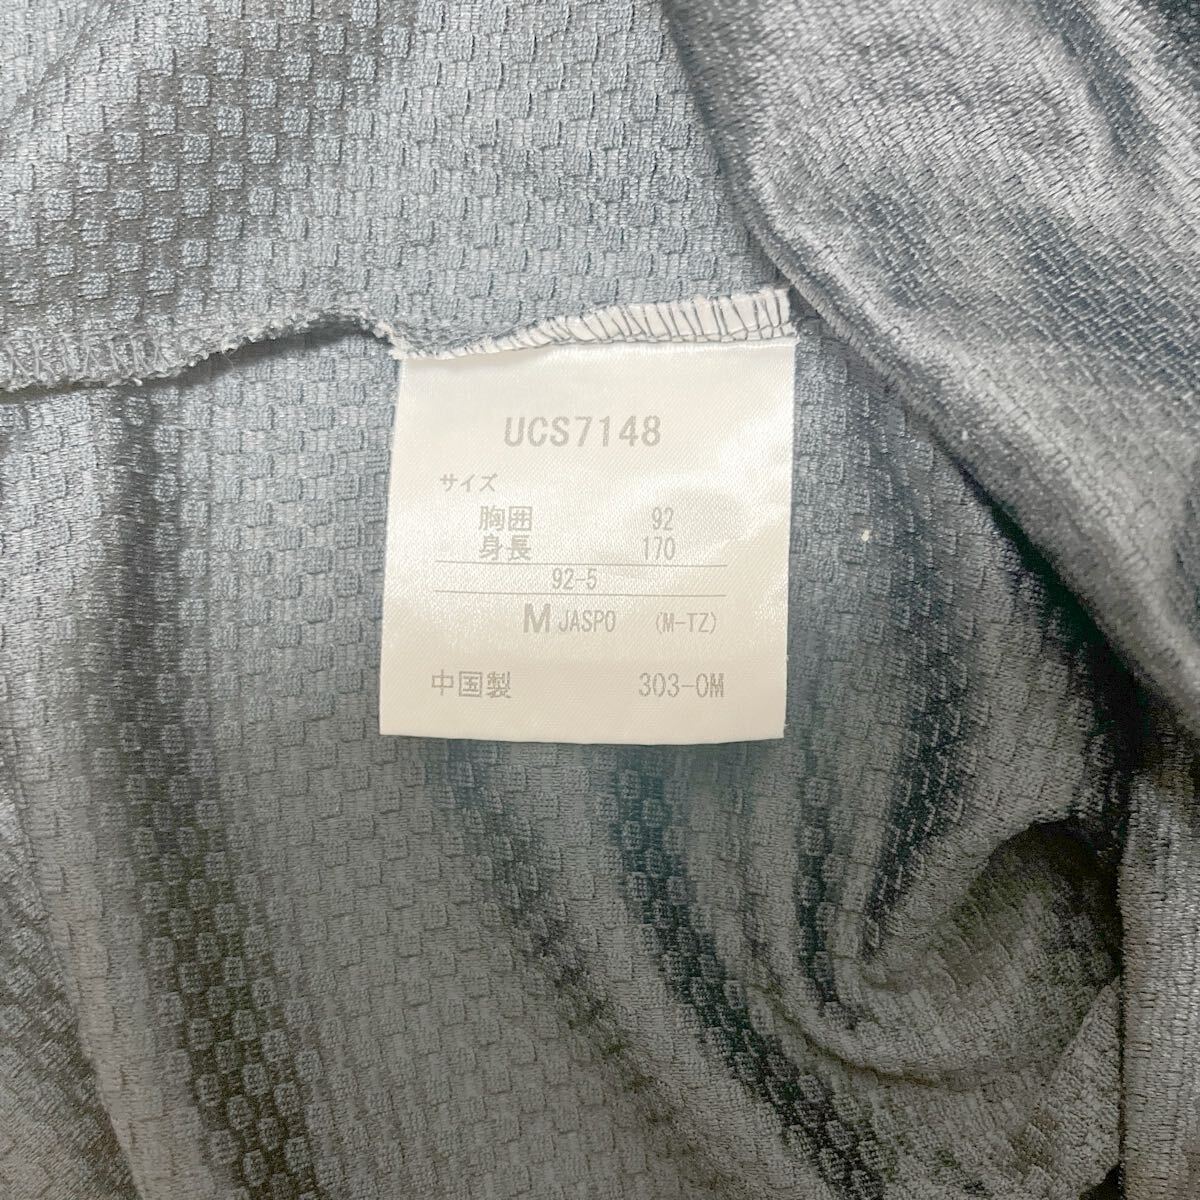 UCS7148
サイズ
胸囲 92
身長 170
92-5
M JASPO (M-TZ)
中国製 303-0M